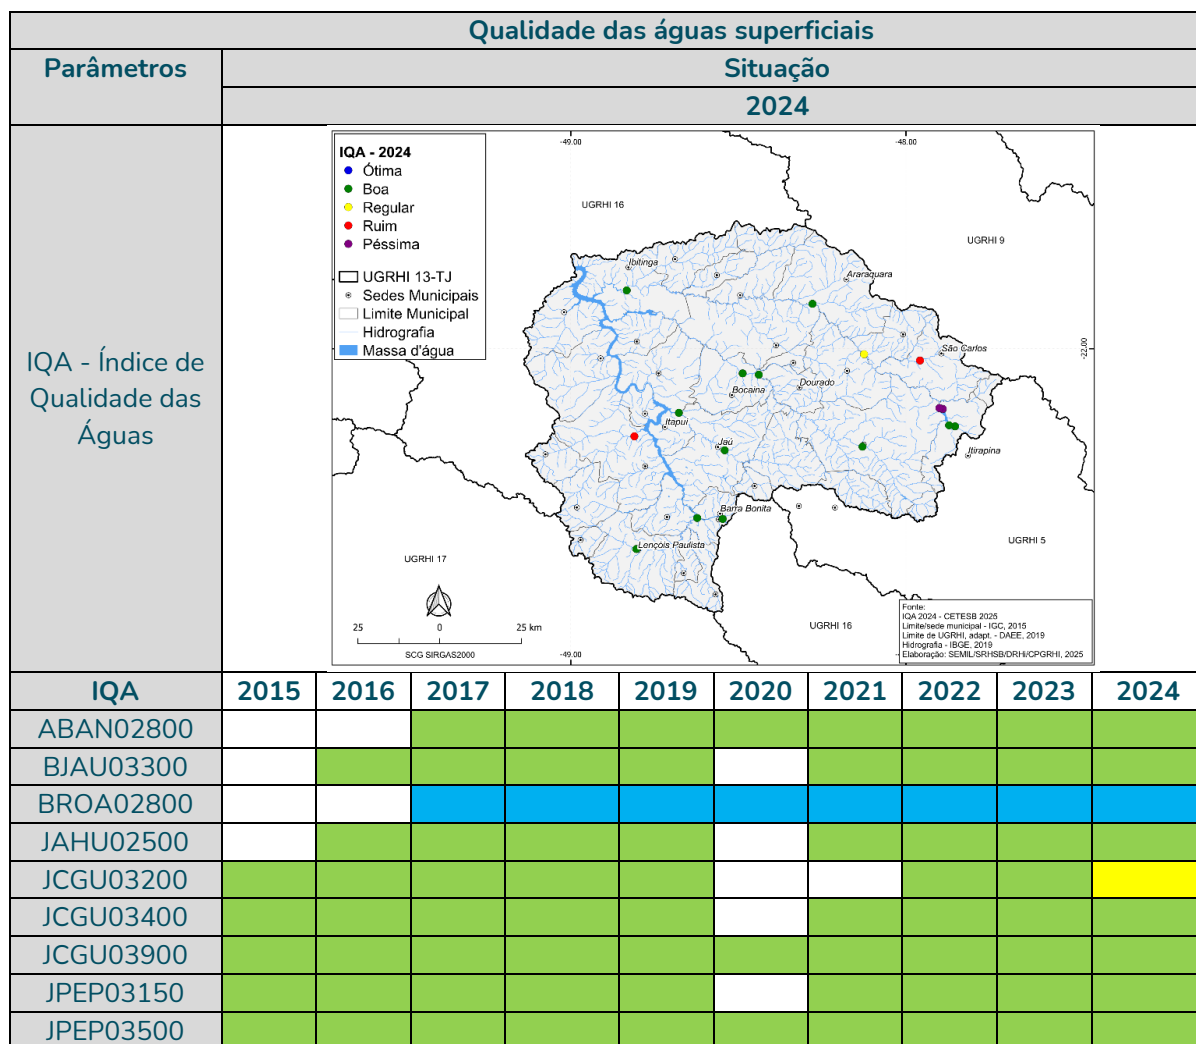 Qualidade das águas superficiais
Parâmetros
Situação
2024
IQA - Índice de
Qualidade das
Águas
-49.00
-48.00
IQA - 2024
Ótima
Boa
Regular
Ruim
Péssima
UGRHI 13-TJ
Sedes Municipais
Limite Municipal
Hidrografia
Massa d'água
UGRHI 16
UGRHI 9
Ibitinga
Araraquara
São Carlos
-22.00
Bocaina
Dourado
Itapuí
Jaú
Itirapina
Barra Bonita
Lençóis Paulista
UGRHI 17
UGRHI 5
UGRHI 16
25 0 25 km
SCG SIRGAS2000
Fonte:
IQA 2024 - CETESB 2025
Limite/sede municipal - IGC, 2015
Limite de UGRHI, adapt. - DAEE, 2019
Hidrografia - IBGE, 2019
Elaboração: SEMIL/SRHSB/DRHi/CPGRHI, 2025
-49.00
IQA 2015 2016 2017 2018 2019 2020 2021 2022 2023 2024
ABAN02800
BJAU03300
BROA02800
JAHU02500
JCGU03200
JCGU03400
JCGU03900
JPEP03150
JPEP03500